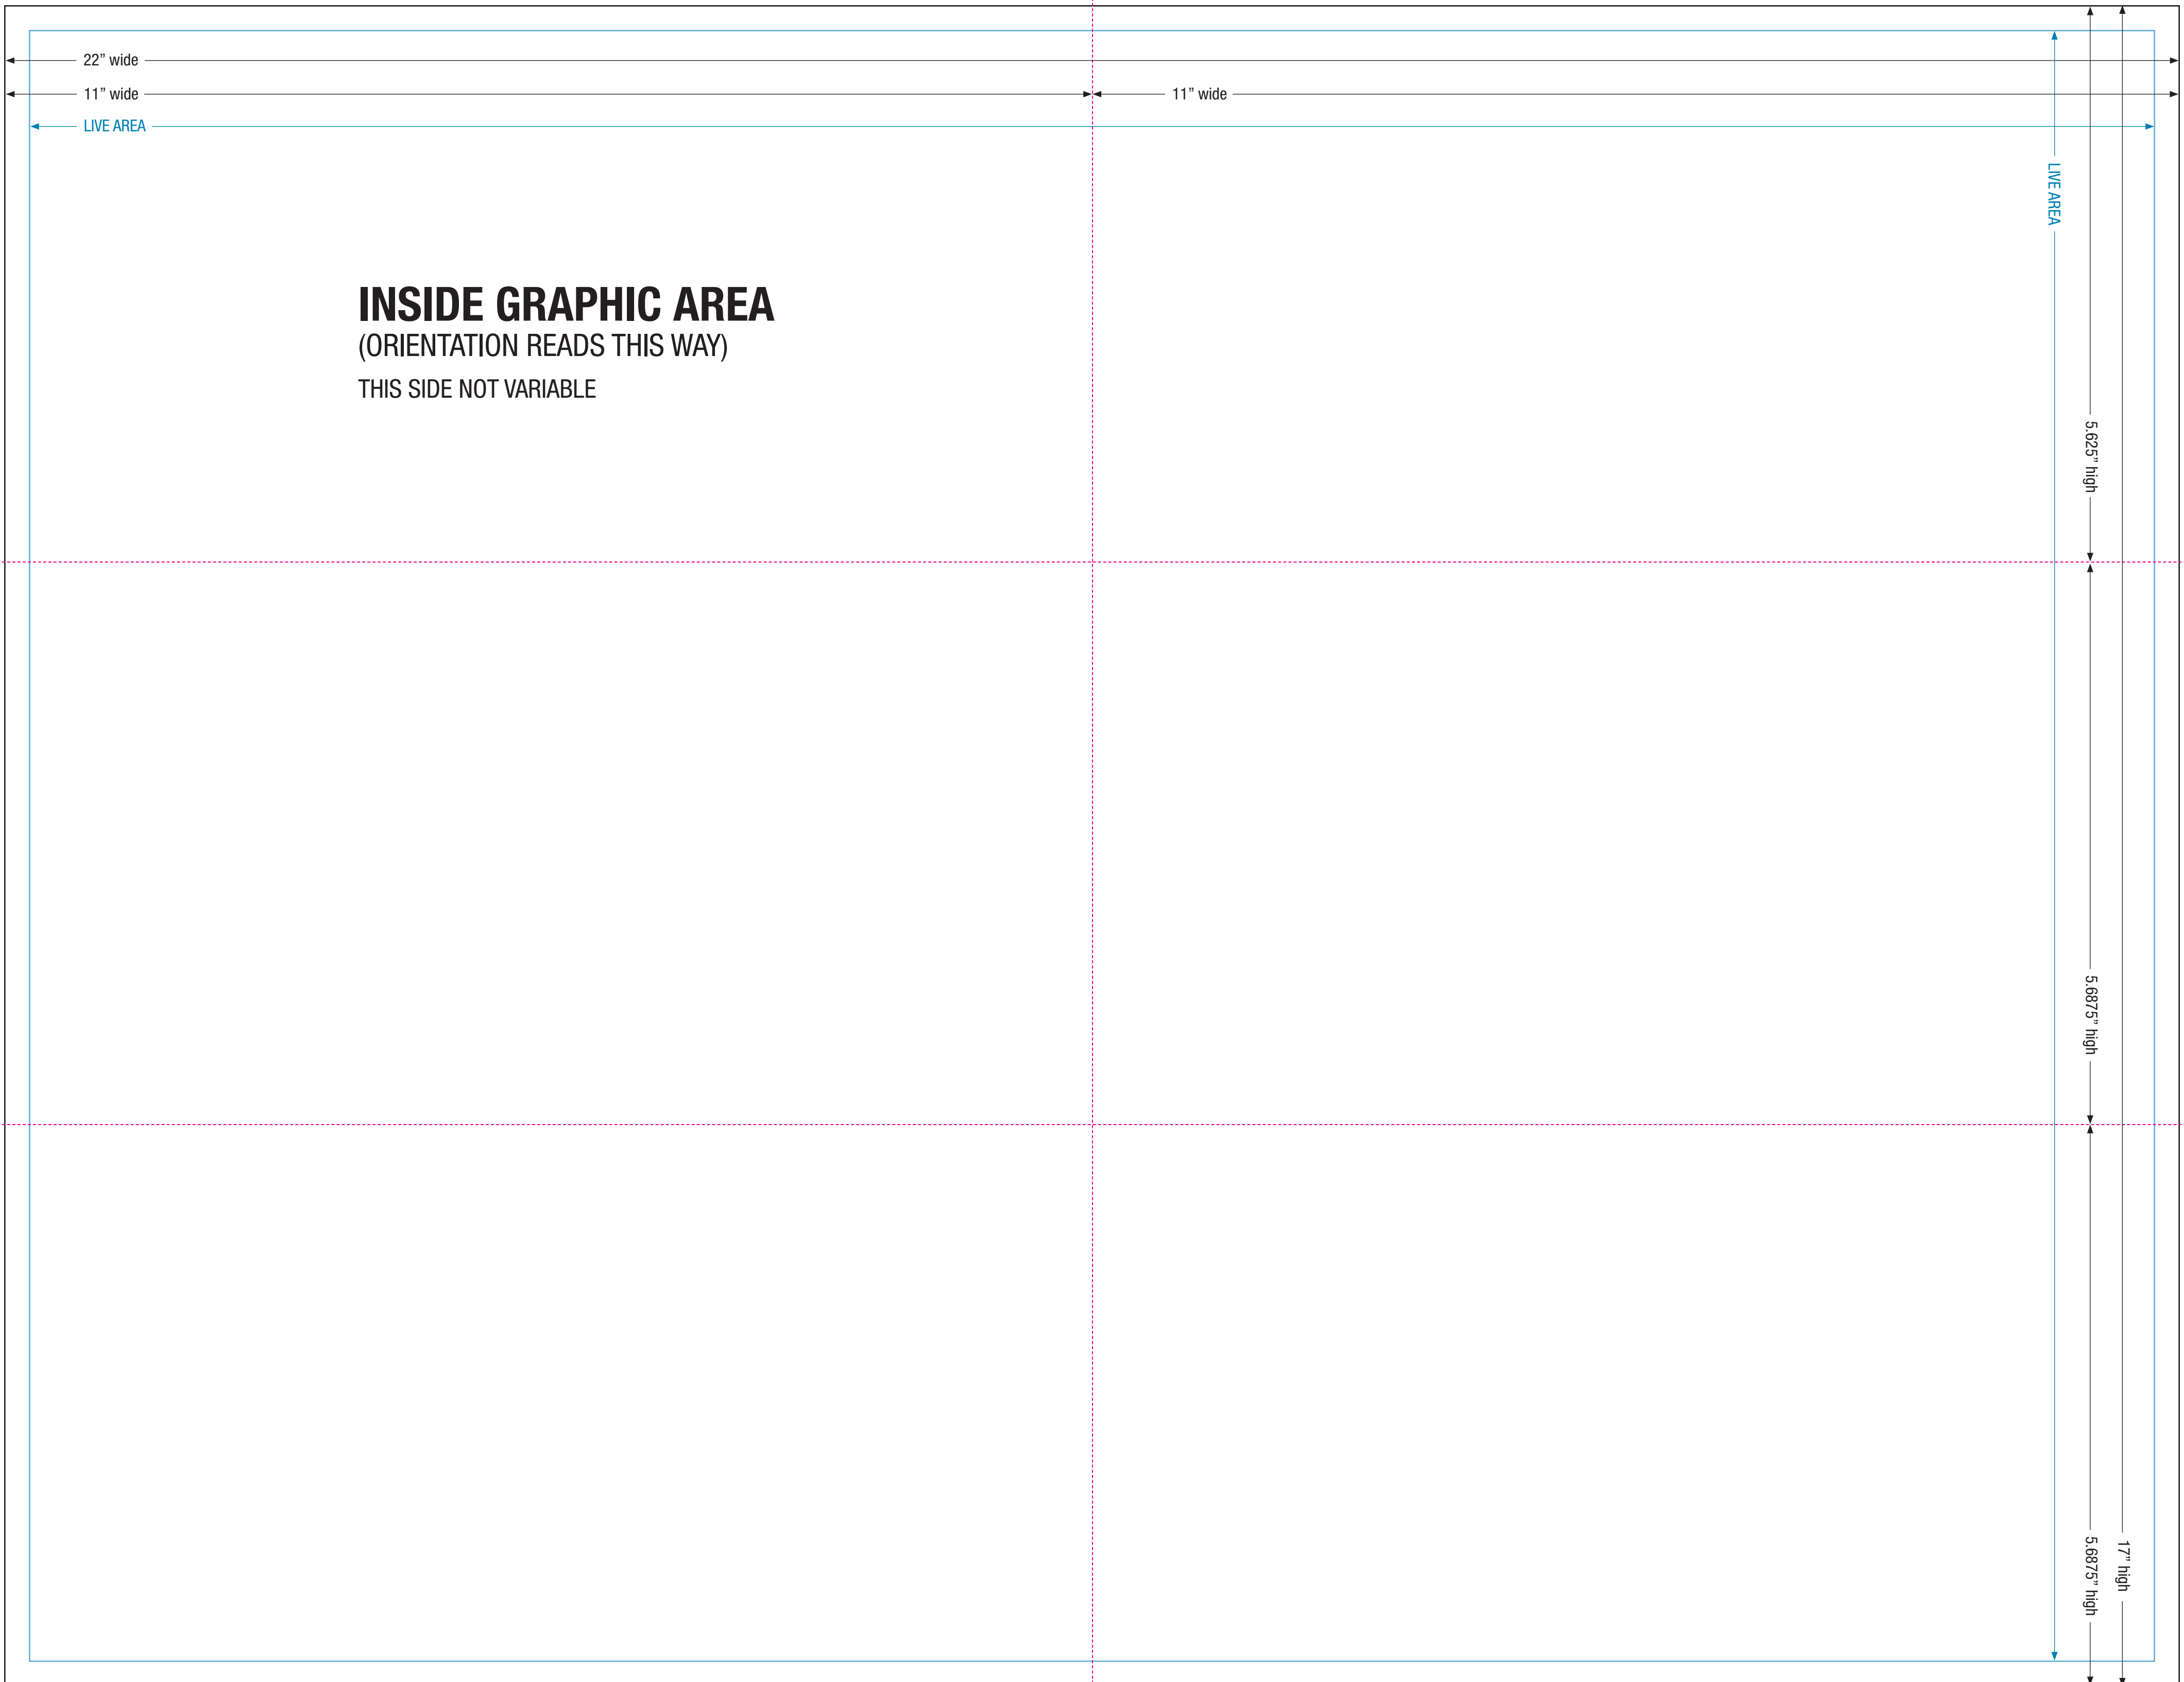 22” wide
11” wide
11” wide
LIVE AREA
LIVE AREA
INSIDE GRAPHIC AREA
(ORIENTATION READS THIS WAY)
THIS SIDE NOT VARIABLE
5.625” high
5.6875” high
5.6875” high
17” high